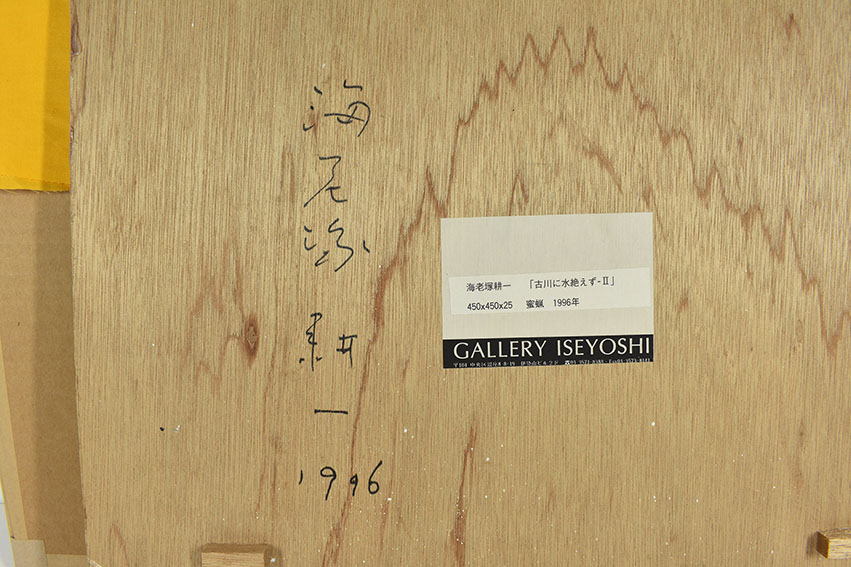 海老塚耕一
1996
海老塚耕一 「古川に水絶えず-Ⅱ」
450x450x25 蜜蝋 1996年
GALLERY ISEYOSHI